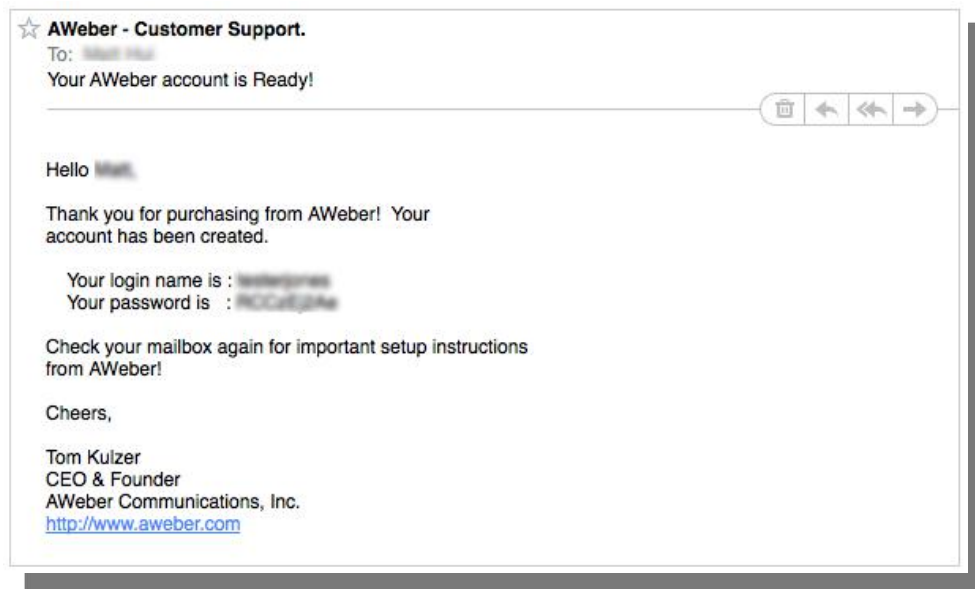 AWeber - Customer Support.
To:
Your AWeber account is Ready!
Hello
Thank you for purchasing from AWeber! Your
account has been created.
Your login name is :
Your password is :
Check your mailbox again for important setup instructions
from AWeber!
Cheers,
Tom Kulzer
CEO & Founder
AWeber Communications, Inc.
http://www.aweber.com